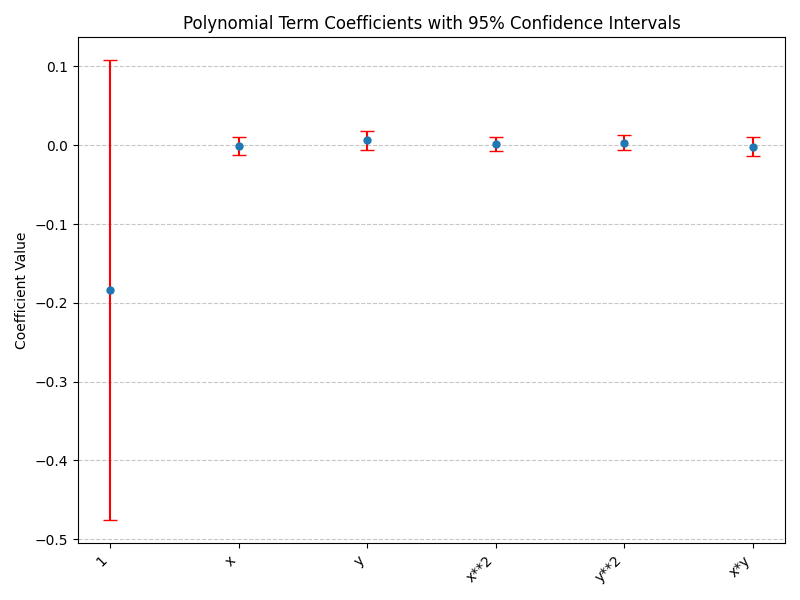 Polynomial Term Coefficients with 95% Confidence Intervals
Coefficient Value
0.1
0.0
−0.1
−0.2
−0.3
−0.4
−0.5
1
x
y
x**2
y**2
x*y